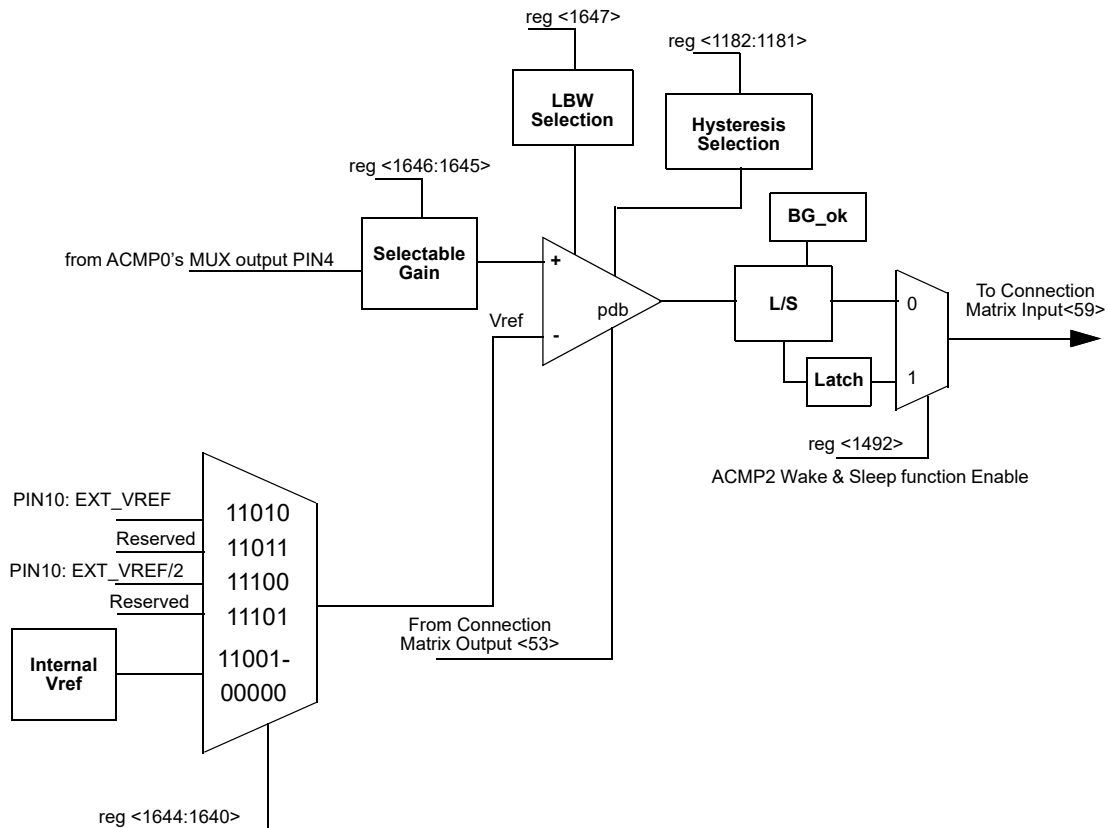 reg <1647>
reg <1182:1181>
LBW
Selection
Hysteresis
Selection
reg <1646:1645>
BG_ok
Selectable
Gain
from ACMP0's MUX output PIN4
+
L/S
0
To Connection
Matrix Input<59>
pdb
Vref
-
Latch
1
reg <1492>
ACMP2 Wake & Sleep function Enable
PIN10: EXT_VREF
11010
Reserved
11011
PIN10: EXT_VREF/2
11100
Reserved
11101
From Connection
Matrix Output <53>
Internal
Vref
11001-
00000
reg <1644:1640>